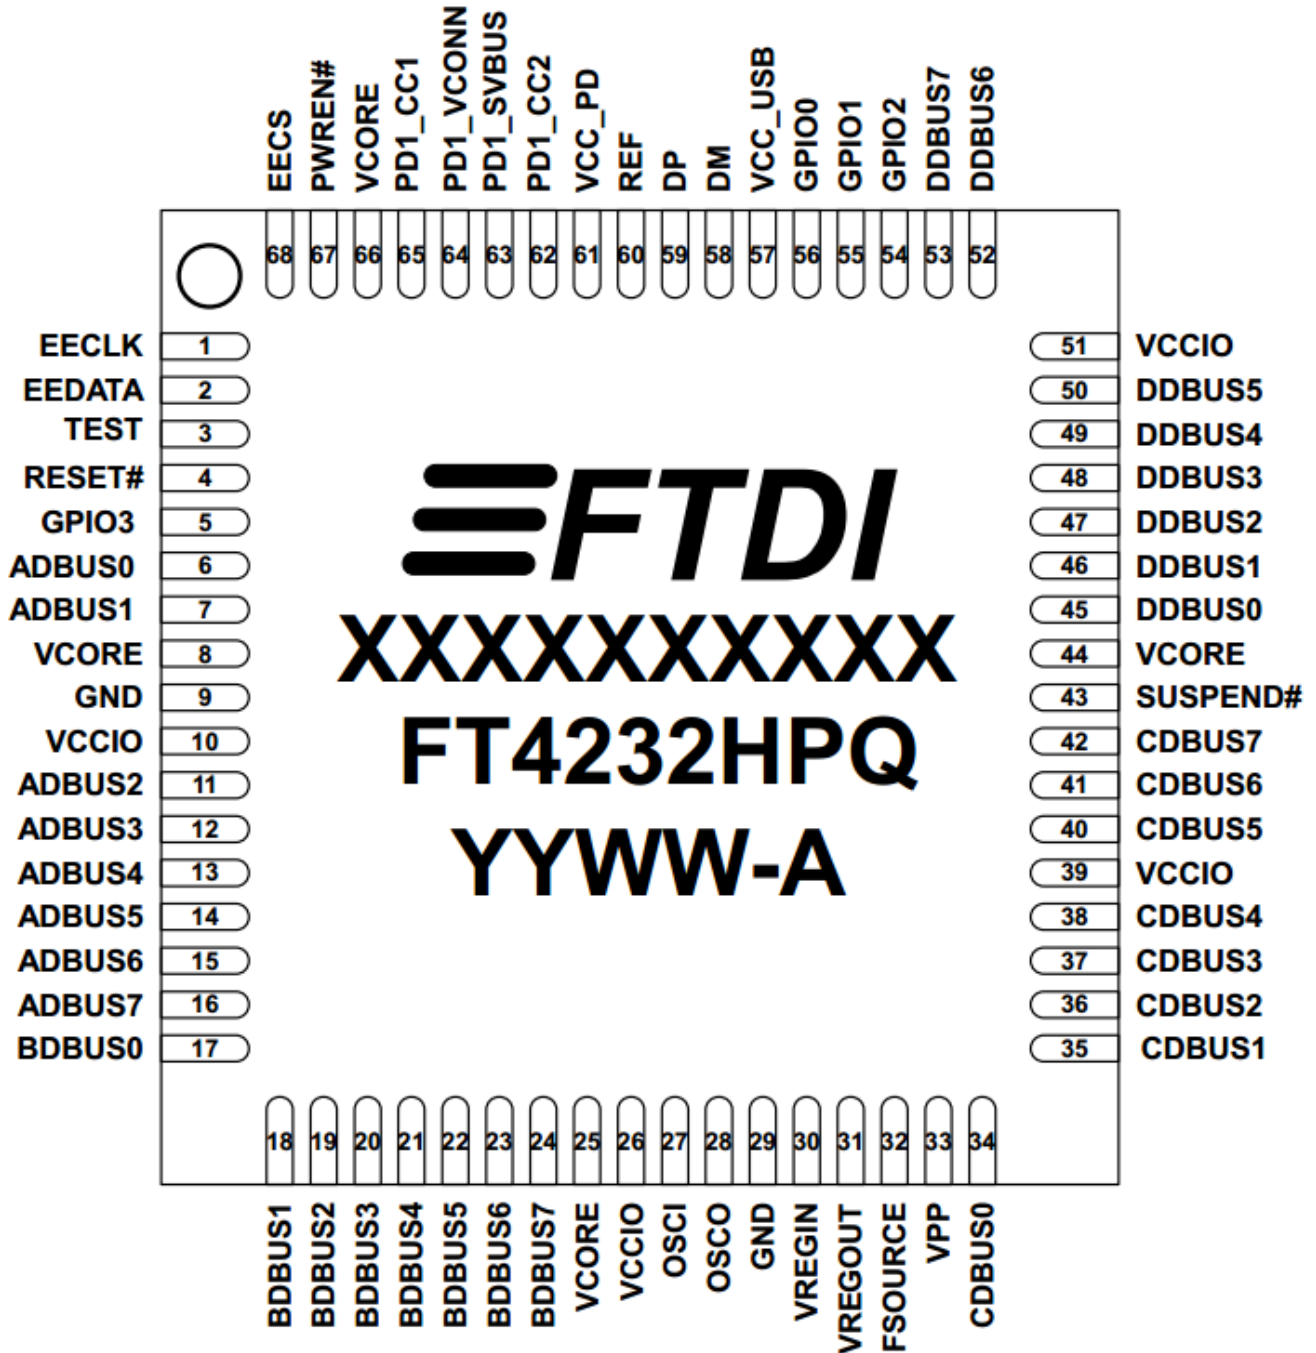 EECS PWREN# VCORE PD1_CC1 PD1_VCONN PD1_SVBUS PD1_CC2 VCC_PD REF DP DM VCC_USB GPIO0 GPIO1 GPIO2 DDBUS7 DDBUS6
68 67 66 65 64 63 62 61 60 59 58 57 56 55 54 53 52
EECLK 1 51 VCCIO
EEDATA 2 50 DDBUS5
TEST 3 49 DDBUS4
RESET# 4 48 DDBUS3
GPIO3 5 47 DDBUS2
ADBUS0 6 46 DDBUS1
ADBUS1 7 45 DDBUS0
VCORE 8 44 VCORE
GND 9 43 SUSPEND#
VCCIO 10 42 CDBUS7
ADBUS2 11 41 CDBUS6
ADBUS3 12 40 CDBUS5
ADBUS4 13 39 VCCIO
ADBUS5 14 38 CDBUS4
ADBUS6 15 37 CDBUS3
ADBUS7 16 36 CDBUS2
BDBUS0 17 35 CDBUS1
FTDI
XXXXXXXXXX
FT4232HPQ
YYWW-A
18 19 20 21 22 23 24 25 26 27 28 29 30 31 32 33 34
BDBUS1 BDBUS2 BDBUS3 BDBUS4 BDBUS5 BDBUS6 BDBUS7 VCORE VCCIO OSCI OSCO GND VREGIN VREGOUT FSOURCE VPP CDBUS0